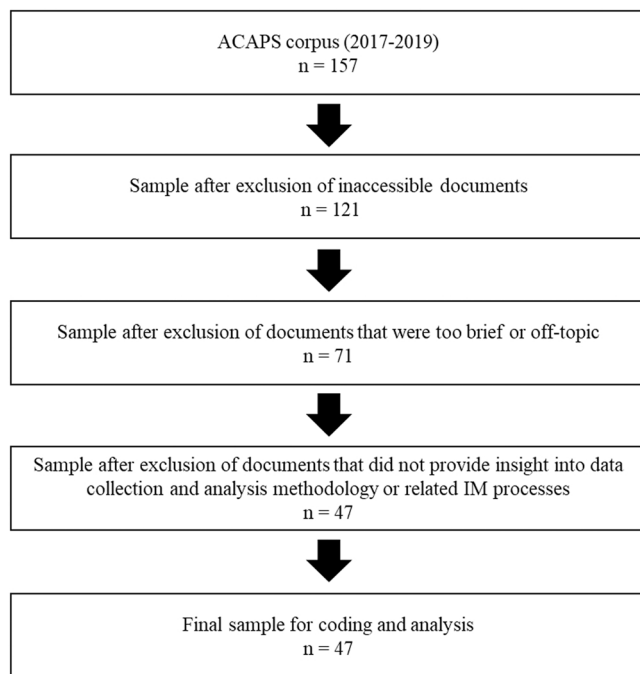 ACAPS corpus (2017-2019)
n = 157
Sample after exclusion of inaccessible documents
n = 121
Sample after exclusion of documents that were too brief or off-topic
n = 71
Sample after exclusion of documents that did not provide insight into data
collection and analysis methodology or related IM processes
n = 47
Final sample for coding and analysis
n = 47